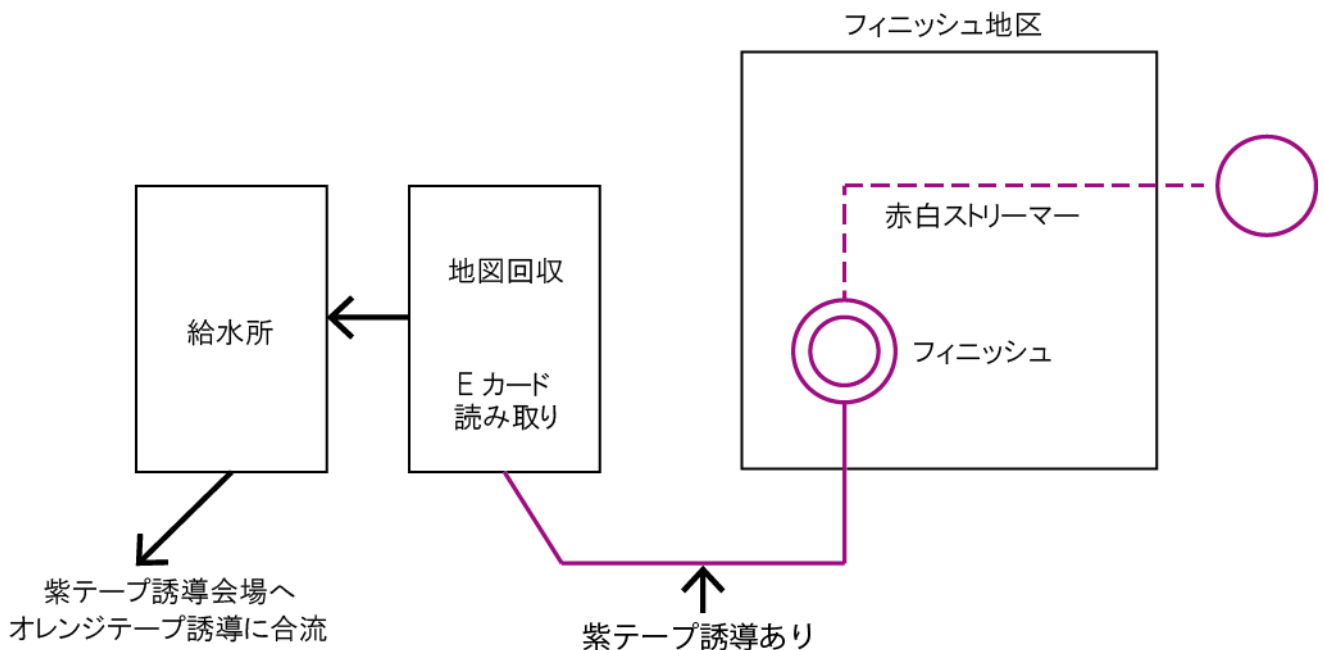 フィニッシュ地区
赤白ストリーマー
フィニッシュ
地図回収
E カード
読み取り
給水所
紫テープ誘導会場へ
オレンジテープ誘導に合流
紫テープ誘導あり